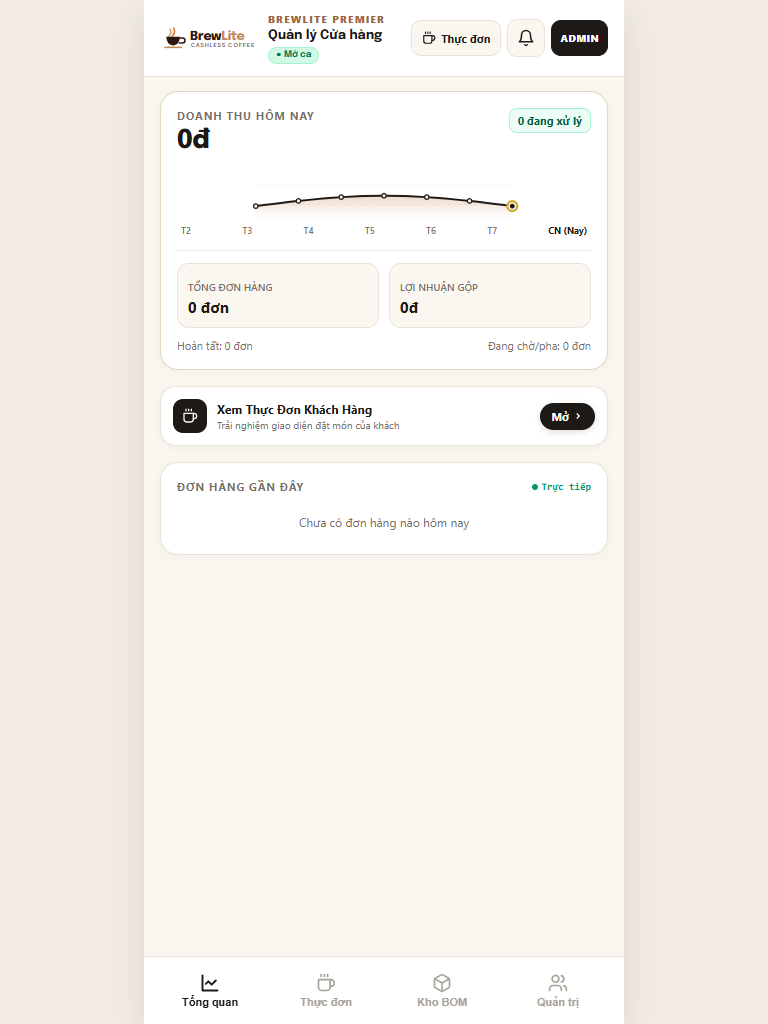 BrewLite
CASHLESS COFFEE
BREWLITE PREMIER
Quản lý Cửa hàng
• Mở ca
Thực đơn
ADMIN
DOANH THU HÔM NAY
0đ
0 đang xử lý
T2 T3 T4 T5 T6 T7 CN (Nay)
TỔNG ĐƠN HÀNG
0 đơn
LỢI NHUẬN GỘP
0đ
Hoàn tất: 0 đơn
Đang chờ/pha: 0 đơn
Xem Thực Đơn Khách Hàng
Trải nghiệm giao diện đặt món của khách
Mở
ĐƠN HÀNG GẦN ĐÂY
Trực tiếp
Chưa có đơn hàng nào hôm nay
Tổng quan
Thực đơn
Kho BOM
Quản trị